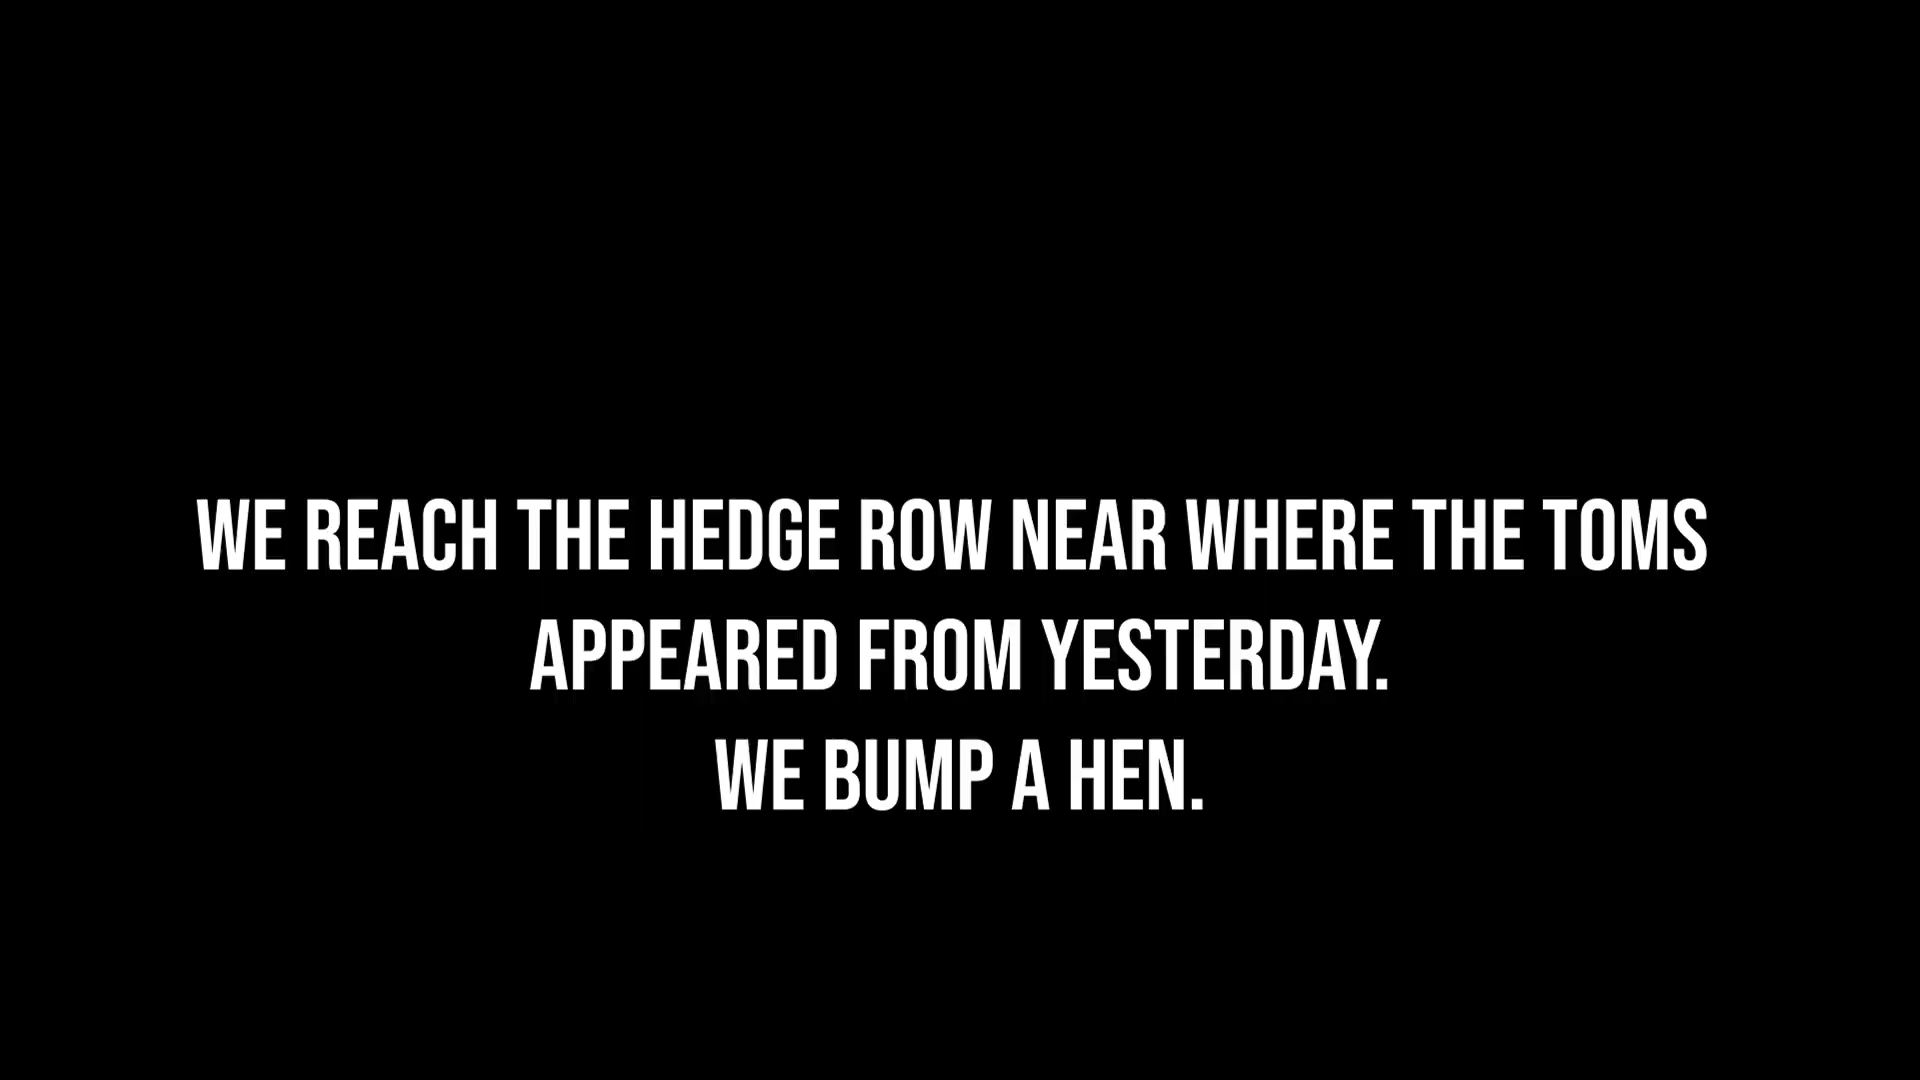 WE REACH THE HEDGE ROW NEAR WHERE THE TOMS
APPEARED FROM YESTERDAY.
WE BUMP A HEN.